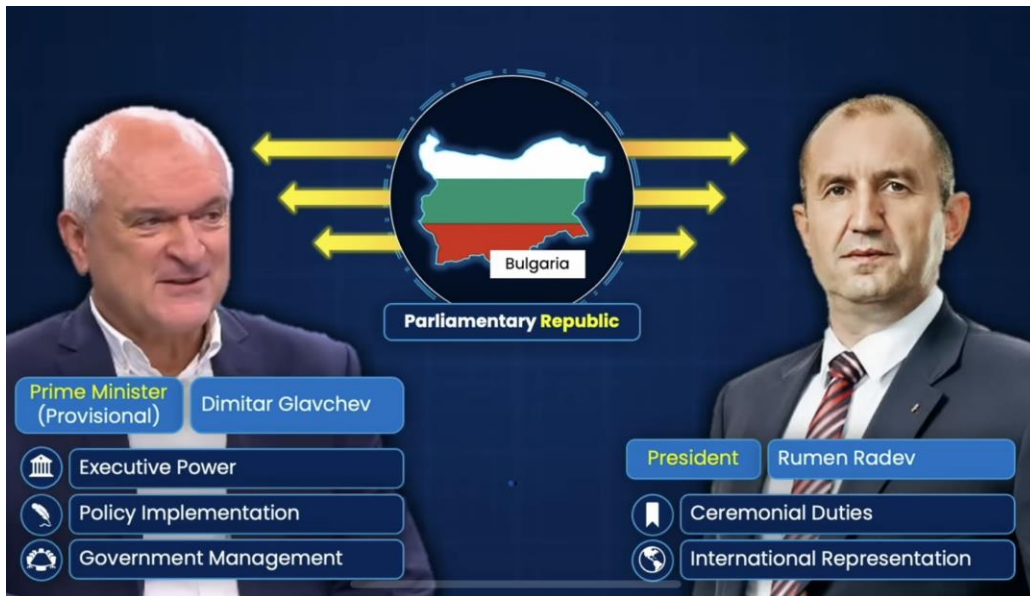 Bulgaria
Parliamentary Republic
Prime Minister
(Provisional)
Dimitar Glavchev
Executive Power
Policy Implementation
Government Management
President
Rumen Radev
Ceremonial Duties
International Representation